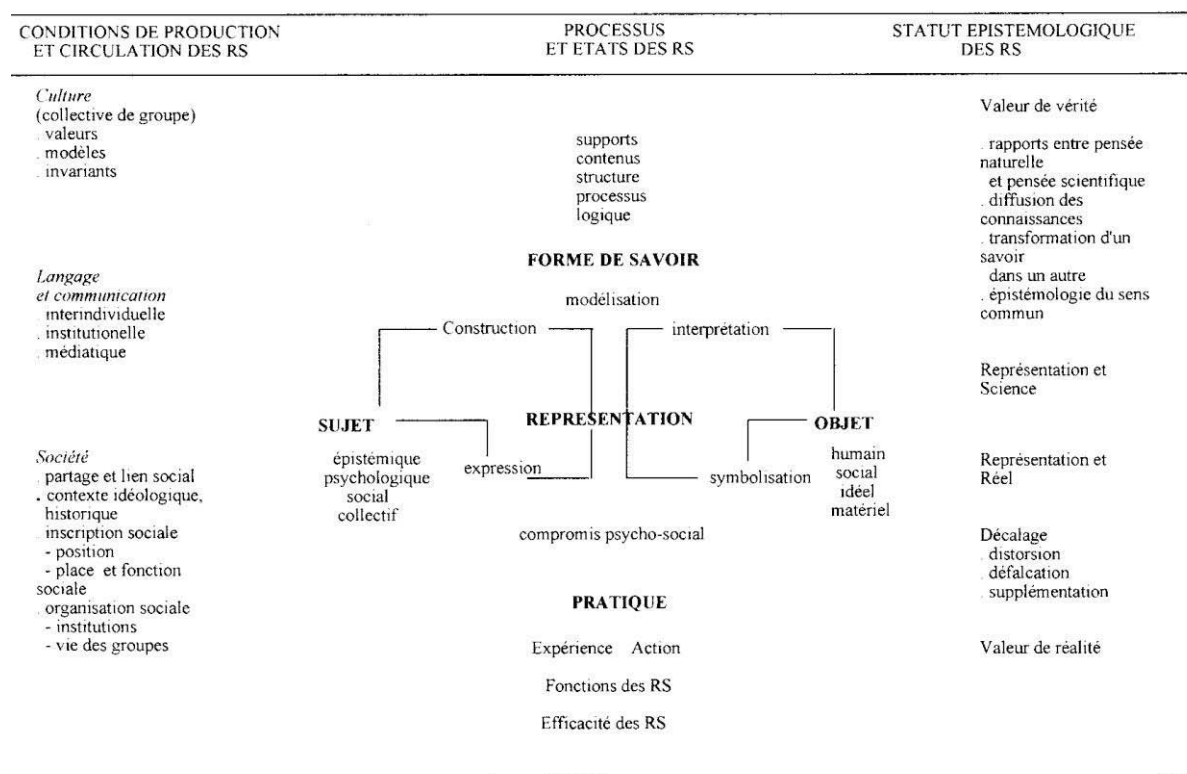 CONDITIONS DE PRODUCTION
ET CIRCULATION DES RS
PROCESSUS
ET ETATS DES RS
STATUT EPISTEMOLOGIQUE
DES RS
Culture
(collective de groupe)
. valeurs
. modèles
. invariants
Langage
et communication
. interindividuelle
. institutionelle
. médiatique
Société
. partage et lien social
. contexte idéologique,
historique
. inscription sociale
- position
- place et fonction
sociale
. organisation sociale
- institutions
- vie des groupes
supports
contenus
structure
processus
logique
FORME DE SAVOIR
modélisation
Construction
interprétation
SUJET
REPRESENTATION
OBJET
épistémique
psychologique
social
collectif
expression
symbolisation
humain
social
idéel
matériel
compromis psycho-social
PRATIQUE
Expérience Action
Fonctions des RS
Efficacité des RS
Valeur de vérité
. rapports entre pensée
naturelle
et pensée scientifique
. diffusion des
connaissances
. transformation d'un
savoir
dans un autre
. épistémologie du sens
commun
Représentation et
Science
Représentation et
Réel
Décalage
. distorsion
. défalcation
. supplémentation
Valeur de réalité